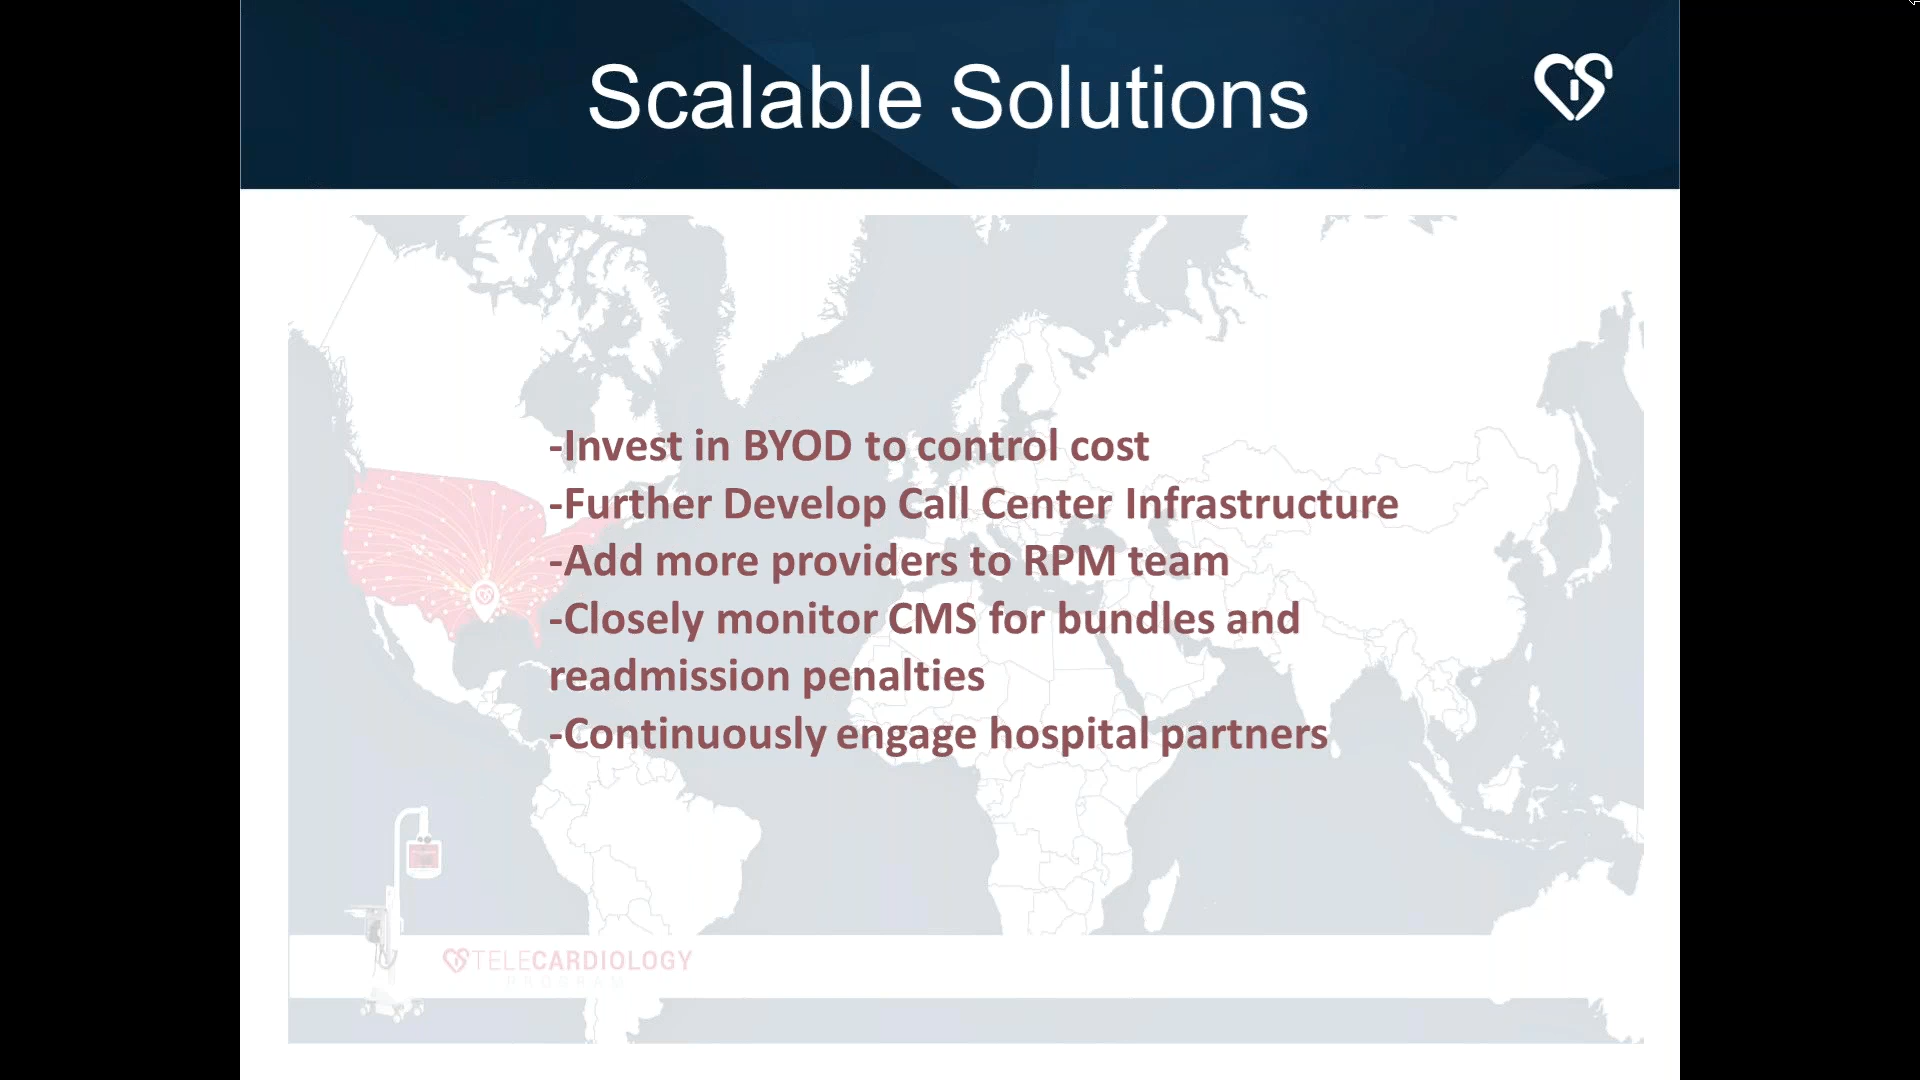 Scalable Solutions
-Invest in BYOD to control cost
-Further Develop Call Center Infrastructure
-Add more providers to RPM team
-Closely monitor CMS for bundles and
readmission penalties
-Continuously engage hospital partners
TELECARDIOLOGY
PROGRAM